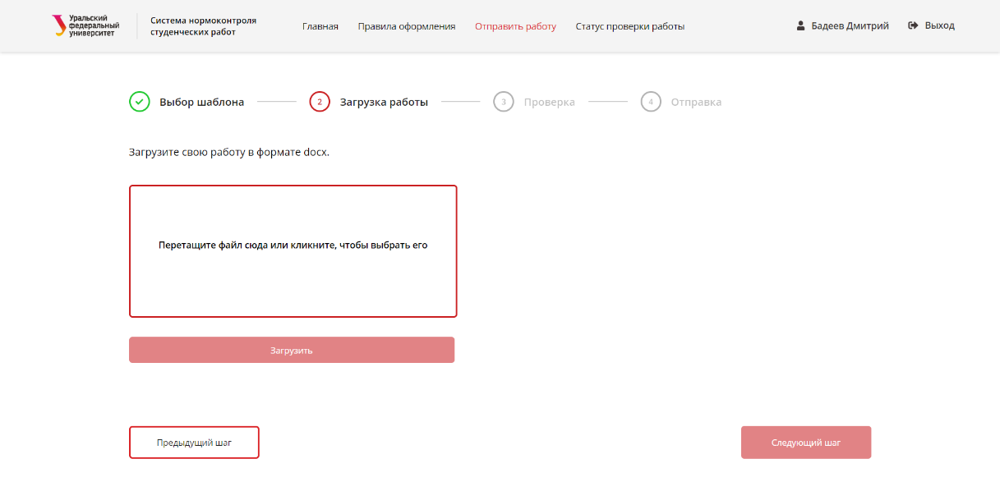 Уральский
федеральный
университет
Система нормоконтроля
студенческих работ
Главная
Правила оформления
Отправить работу
Статус проверки работы
Бадеев Дмитрий
Выход
Выбор шаблона
2
Загрузка работы
3
Проверка
4
Отправка
Загрузите свою работу в формате docx.
Перетащите файл сюда или кликните, чтобы выбрать его
Загрузить
Предыдущий шаг
Следующий шаг